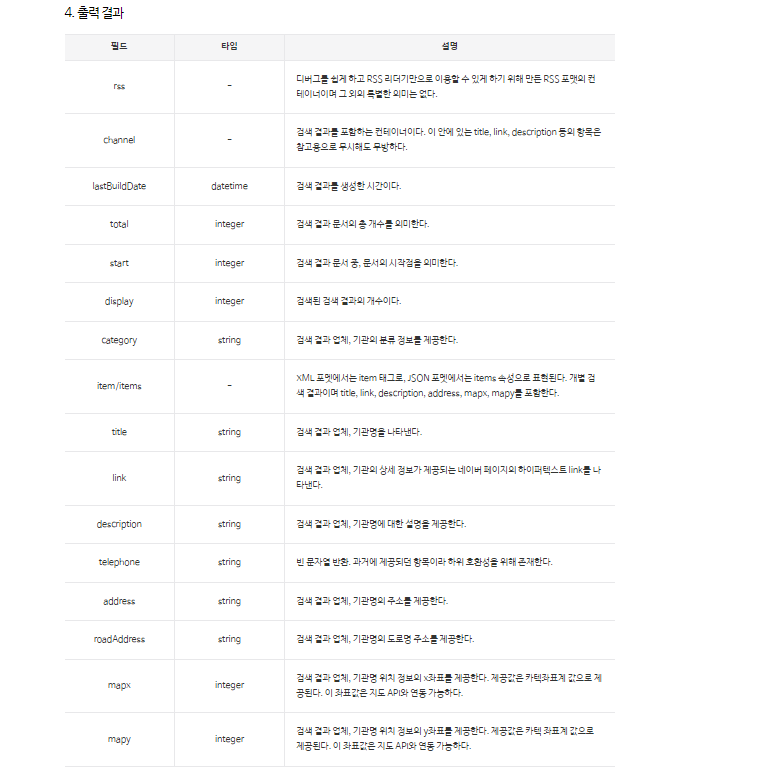 4. 출력 결과
필드 타입 설명
rss - 디버그를 쉽게 하고 RSS 리더기만으로 이용할 수 있게 하기 위해 만든 RSS 포맷의 컨
테이너이며 그 외의 특별한 의미는 없다.
channel - 검색 결과를 포함하는 컨테이너이다. 이 안에 있는 title, link, description 등의 항목은
참고용으로 무시해도 무방하다.
lastBuildDate datetime 검색 결과를 생성한 시간이다.
total integer 검색 결과 문서의 총 개수를 의미한다.
start integer 검색 결과 문서 중, 문서의 시작점을 의미한다.
display integer 검색된 검색 결과의 개수이다.
category string 검색 결과 업체, 기관의 분류 정보를 제공한다.
item/items - XML 포멧에서는 item 태그로, JSON 포멧에서는 items 속성으로 표현된다. 개별 검
색 결과이며 title, link, description, address, mapx, mapy를 포함한다.
title string 검색 결과 업체, 기관명을 나타낸다.
link string 검색 결과 업체, 기관의 상세 정보가 제공되는 네이버 페이지의 하이퍼텍스트 link를 나
타낸다.
description string 검색 결과 업체, 기관명에 대한 설명을 제공한다.
telephone string 빈 문자열 반환. 과거에 제공되던 항목이라 하위 호환성을 위해 존재한다.
address string 검색 결과 업체, 기관명의 주소를 제공한다.
roadAddress string 검색 결과 업체, 기관명의 도로명 주소를 제공한다.
mapx integer 검색 결과 업체, 기관명 위치 정보의 x좌표를 제공한다. 제공값은 카텍좌표계 값으로 제
공된다. 이 좌표값은 지도 API와 연동 가능하다.
mapy integer 검색 결과 업체, 기관명 위치 정보의 y좌표를 제공한다. 제공값은 카텍 좌표계 값으로
제공된다. 이 좌표값은 지도 API와 연동 가능하다.